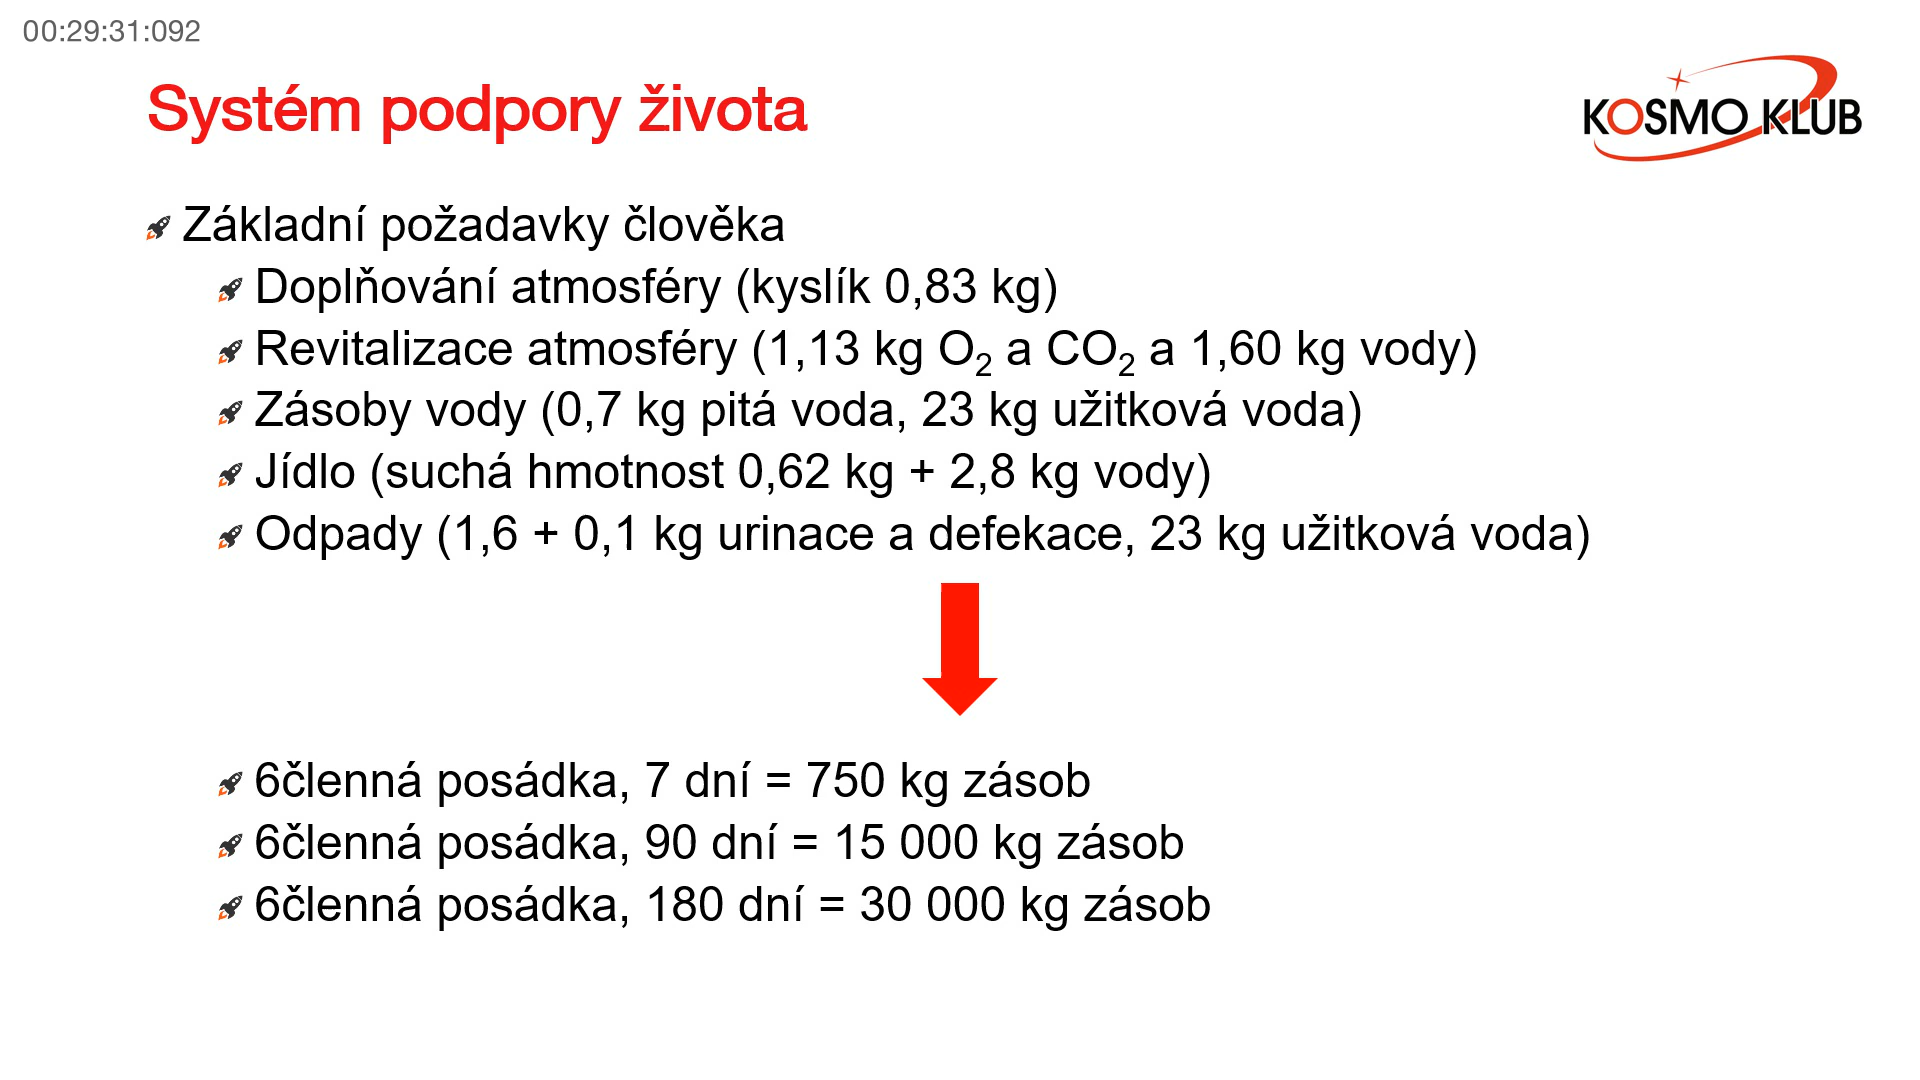 00:29:31:092
KOSMO KLUB
Systém podpory života
Základní požadavky člověka
Doplňování atmosféry (kyslík 0,83 kg)
Revitalizace atmosféry (1,13 kg O₂ a CO₂ a 1,60 kg vody)
Zásoby vody (0,7 kg pitá voda, 23 kg užitková voda)
Jídlo (suchá hmotnost 0,62 kg + 2,8 kg vody)
Odpady (1,6 + 0,1 kg urinace a defekace, 23 kg užitková voda)
6členná posádka, 7 dní = 750 kg zásob
6členná posádka, 90 dní = 15 000 kg zásob
6členná posádka, 180 dní = 30 000 kg zásob